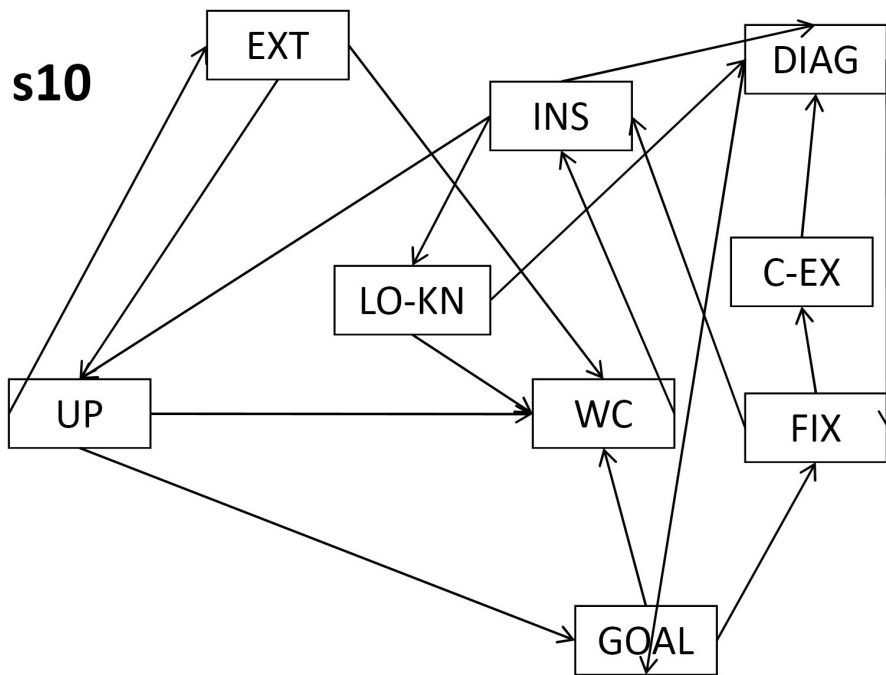 EXT
DIAG
s10
INS
C-EX
LO-KN
UP
WC
FIX
GOAL